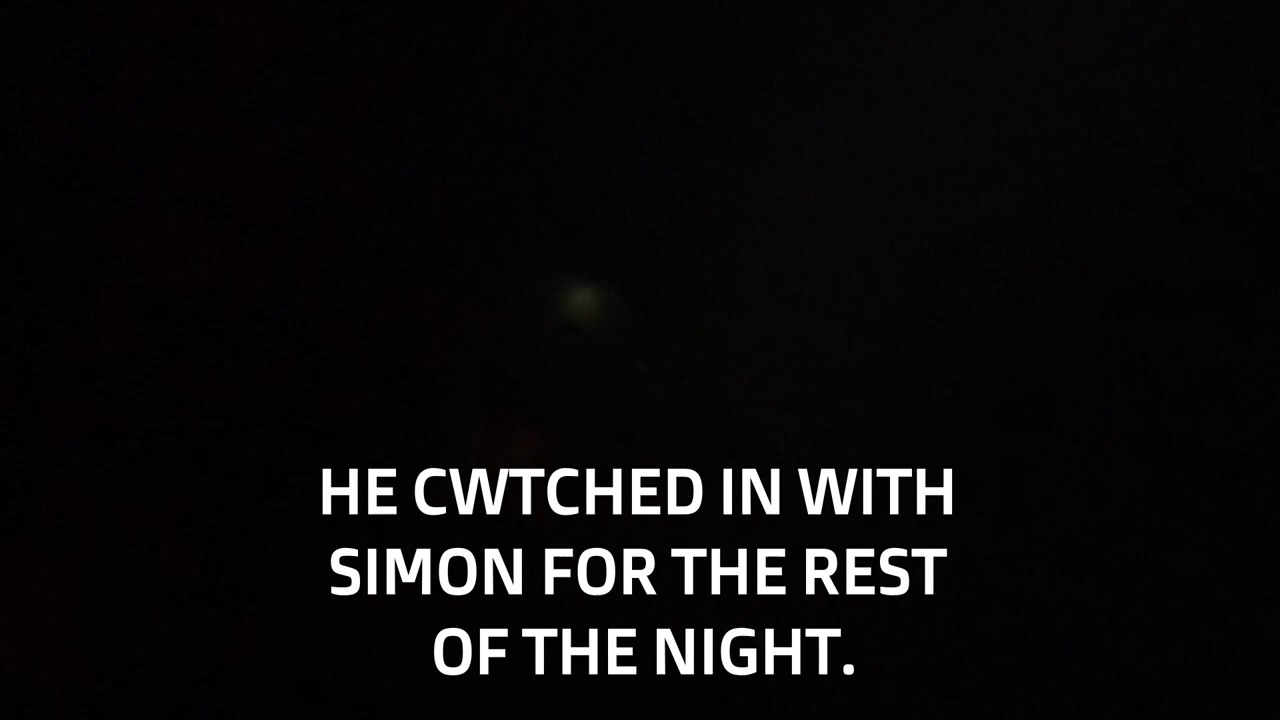 HE CWTCHED IN WITH
SIMON FOR THE REST
OF THE NIGHT.